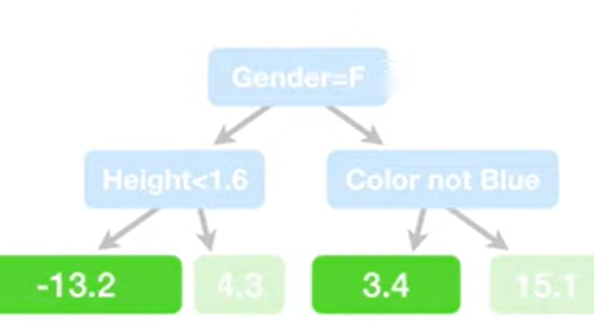 Gender=F
Height<1.6
Color not Blue
-13.2
4.3
3.4
15.1